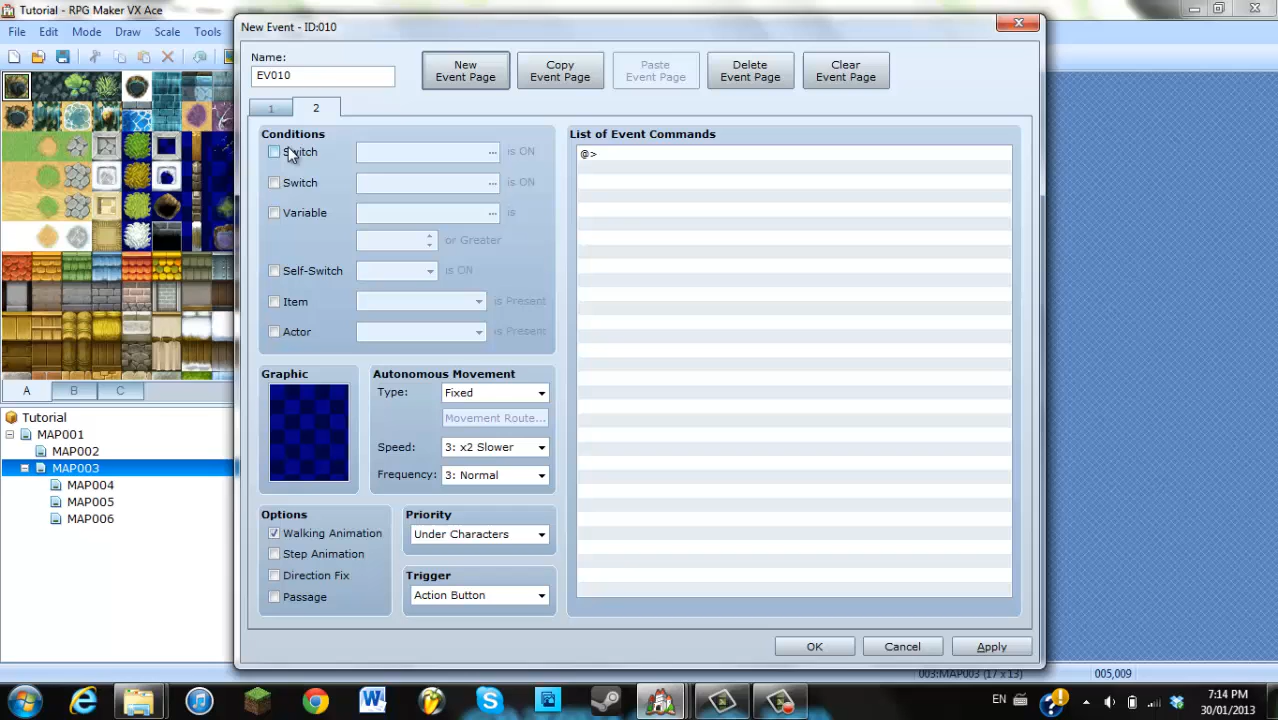 Tutorial - RPG Maker VX Ace
File Edit Mode Draw Scale Tools
New Event - ID:010
Name:
EV010
New Event Page
Copy Event Page
Paste Event Page
Delete Event Page
Clear Event Page
1 2
Conditions
Switch ... is ON
Switch ... is ON
Variable ... is
or Greater
Self-Switch is ON
Item is Present
Actor is Present
Graphic
Autonomous Movement
Type: Fixed
Movement Route...
Speed: 3: x2 Slower
Frequency: 3: Normal
Options
Walking Animation
Step Animation
Direction Fix
Passage
Priority
Under Characters
Trigger
Action Button
List of Event Commands
@>
OK Cancel Apply
A B C
Tutorial
MAP001
MAP002
MAP003
MAP004
MAP005
MAP006
003:MAP003 (17 x 13) 005,009
EN
7:14 PM
30/01/2013